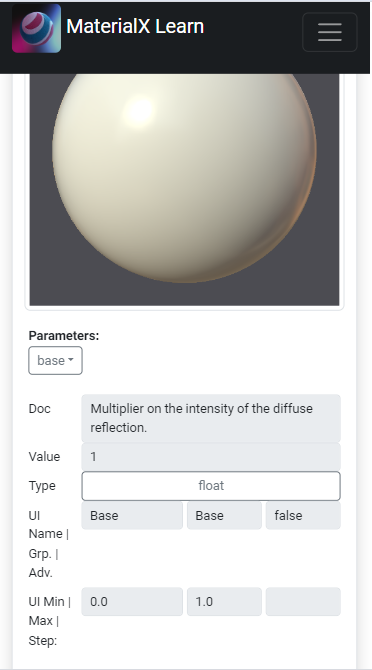 MaterialX Learn
Parameters:
base
Doc
Multiplier on the intensity of the diffuse
reflection.
Value
1
Type
float
UI
Name |
Grp. |
Adv.
Base
Base
false
UI Min |
Max |
Step:
0.0
1.0